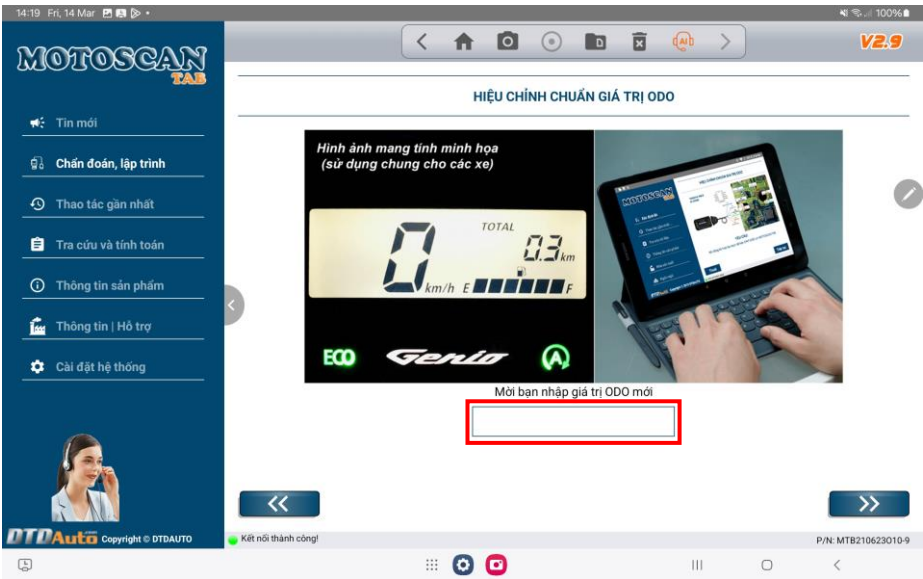 14:19 Fri, 14 Mar
100%
MOTOSCAN
TAB
Tin mới
Chẩn đoán, lập trình
Thao tác gần nhất
Tra cứu và tính toán
Thông tin sản phẩm
Thông tin | Hỗ trợ
Cài đặt hệ thống
DTDAuto.com Copyright © DTDAUTO
D
AI
V2.9
HIỆU CHỈNH CHUẨN GIÁ TRỊ ODO
Hình ảnh mang tính minh họa
(sử dụng chung cho các xe)
TOTAL
0 km/h
0.3 km
E F
ECO Genio A
MOTOSCAN
Mời bạn nhập giá trị ODO mới
Kết nối thành công!
P/N: MTB210623010-9